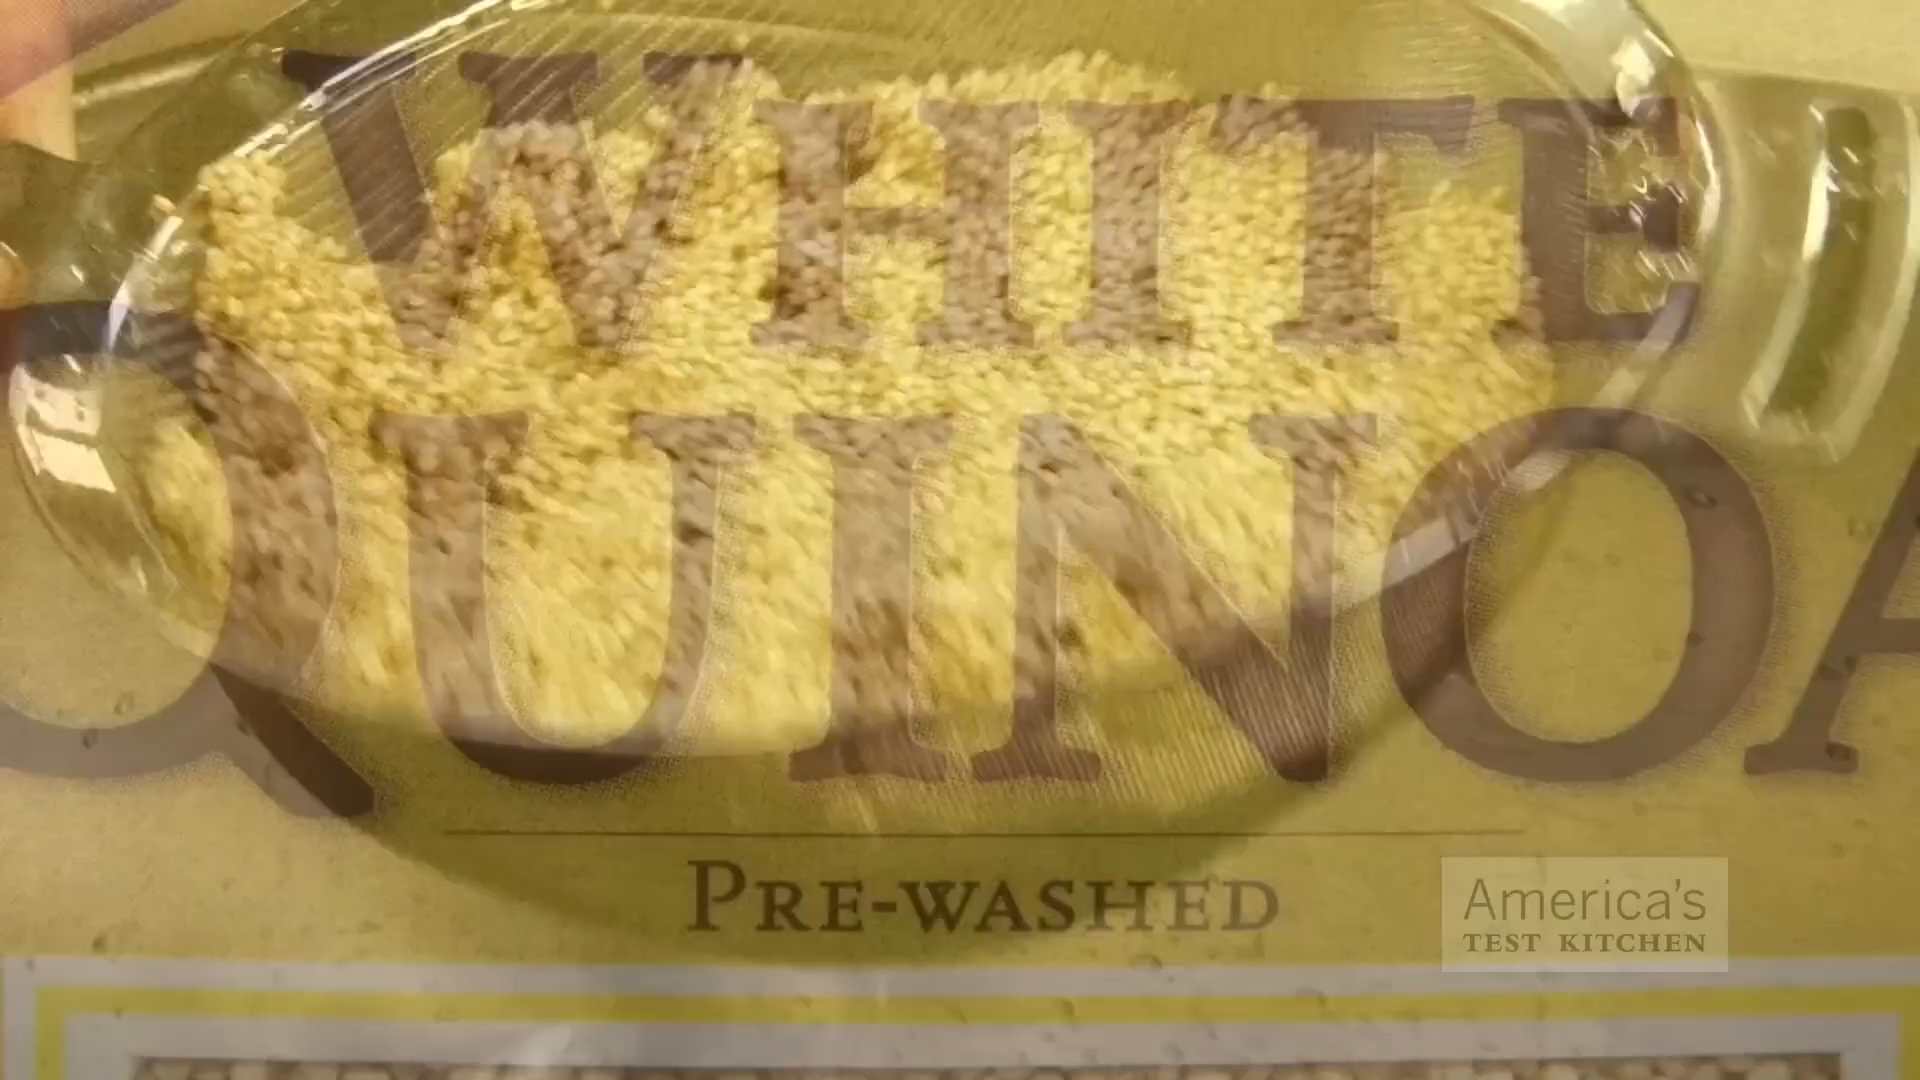 WHITE
QUINOA
PRE-WASHED
America's
TEST KITCHEN